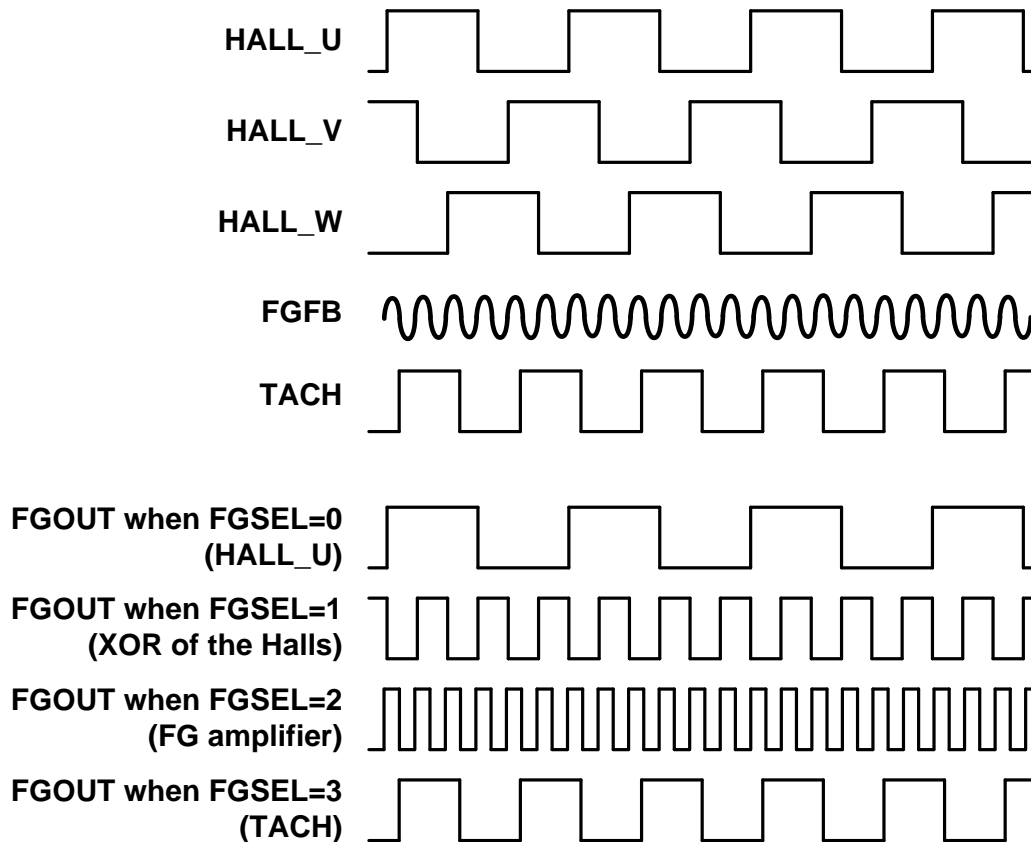 HALL_U
HALL_V
HALL_W
FGFB
TACH
FGOUT when FGSEL=0
(HALL_U)
FGOUT when FGSEL=1
(XOR of the Halls)
FGOUT when FGSEL=2
(FG amplifier)
FGOUT when FGSEL=3
(TACH)